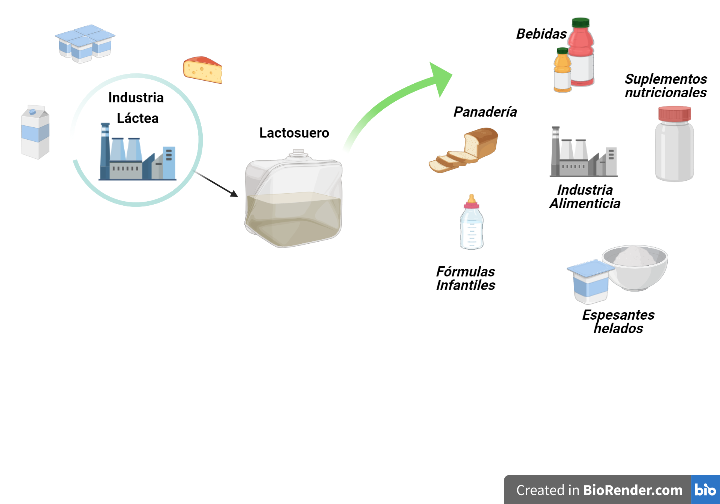 Industria
Láctea
Lactosuero
Bebidas
Suplementos
nutricionales
Panadería
Industria
Alimenticia
Fórmulas
Infantiles
Espesantes
helados
Created in BioRender.com bio